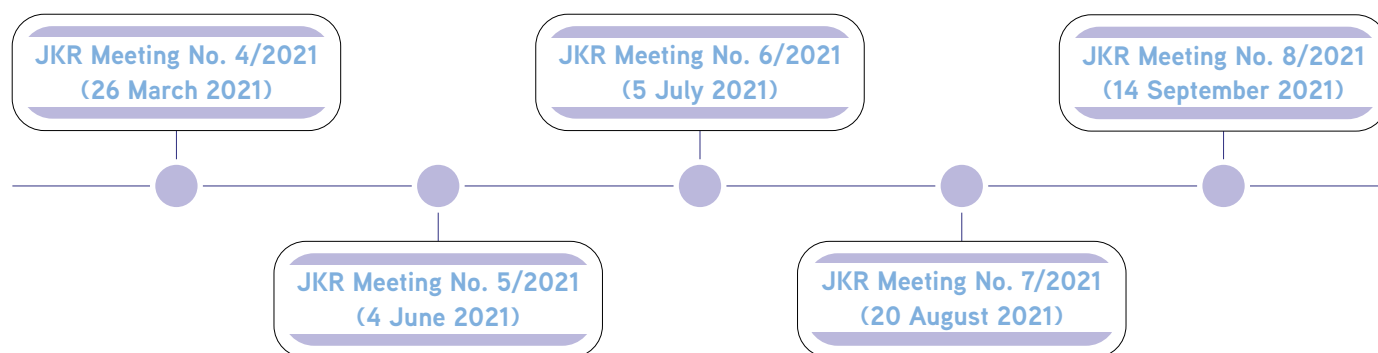 JKR Meeting No. 4/2021
(26 March 2021)
JKR Meeting No. 5/2021
(4 June 2021)
JKR Meeting No. 6/2021
(5 July 2021)
JKR Meeting No. 7/2021
(20 August 2021)
JKR Meeting No. 8/2021
(14 September 2021)